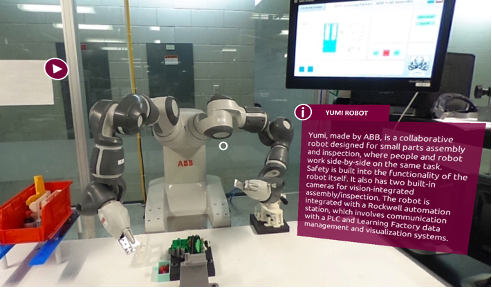 YUMI ROBOT
Yumi, made by ABB, is a collaborative
robot designed for small parts assembly
and inspection, where people and robot
work side-by-side on the same task.
Safety is built into the functionality of the
robot itself. It also has two built-in
cameras for vision-integrated
assembly/inspection. The robot is
integrated with a Rockwell automation
station, which involves communication
with a PLC and Learning Factory data
management and visualization systems.
ABB